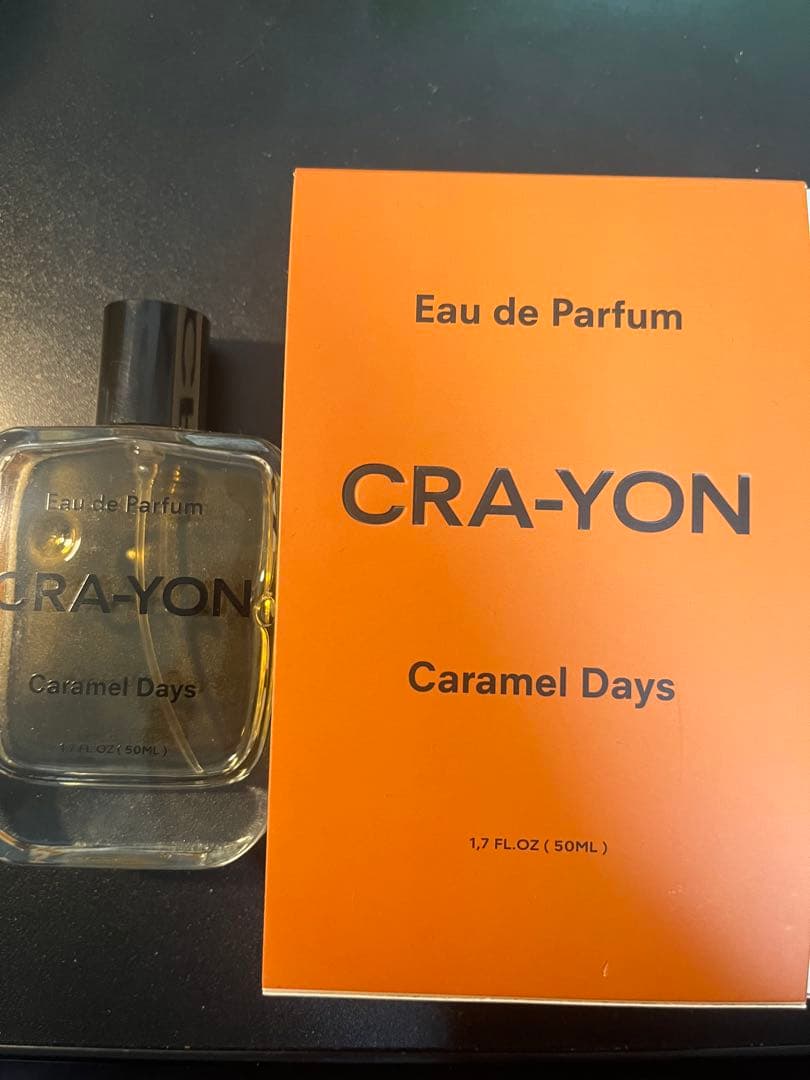 Eau de Parfum
CRA-YON
Caramel Days
1,7 FL.OZ ( 50ML )
Eau de Parfum
CRA-YON
Caramel Days
1,7 FL.OZ ( 50ML )